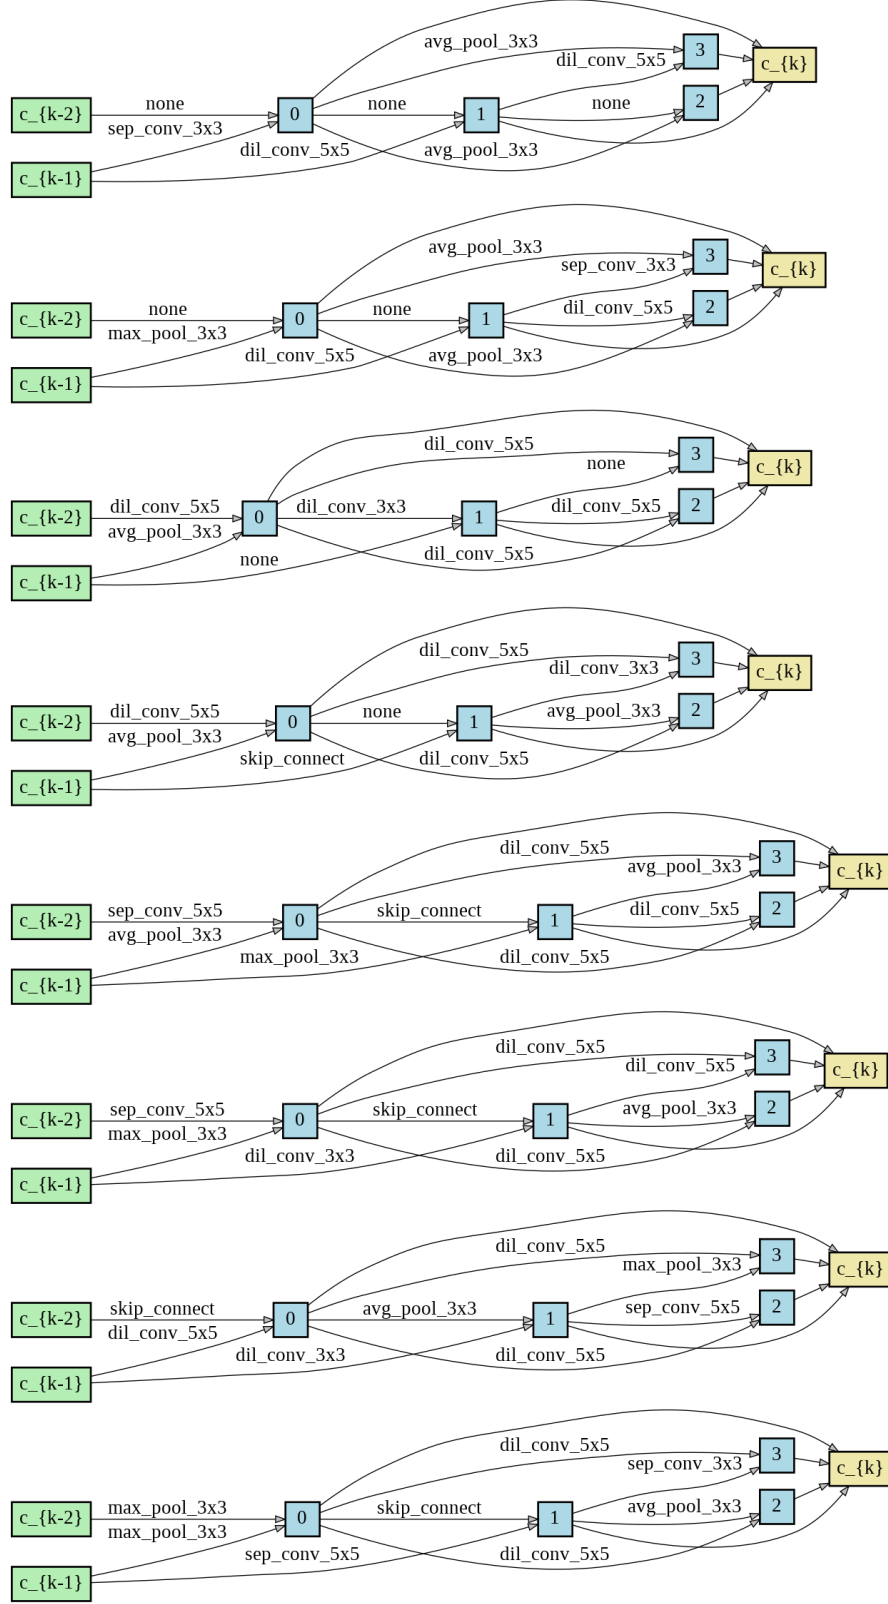 avg_pool_3x3
3
dil_conv_5x5
c_{k}
none
none
none
2
c_{k-2}
0
1
sep_conv_3x3
dil_conv_5x5
avg_pool_3x3
c_{k-1}
avg_pool_3x3
3
sep_conv_3x3
c_{k}
none
none
dil_conv_5x5
2
c_{k-2}
0
1
max_pool_3x3
dil_conv_5x5
avg_pool_3x3
c_{k-1}
dil_conv_5x5
3
none
c_{k}
dil_conv_5x5
dil_conv_3x3
dil_conv_5x5
2
c_{k-2}
0
1
avg_pool_3x3
none
dil_conv_5x5
c_{k-1}
dil_conv_5x5
3
dil_conv_3x3
c_{k}
dil_conv_5x5
none
avg_pool_3x3
2
c_{k-2}
0
1
avg_pool_3x3
skip_connect
dil_conv_5x5
c_{k-1}
dil_conv_5x5
3
avg_pool_3x3
c_{k}
sep_conv_5x5
skip_connect
dil_conv_5x5
2
c_{k-2}
0
1
avg_pool_3x3
max_pool_3x3
dil_conv_5x5
c_{k-1}
dil_conv_5x5
3
dil_conv_5x5
c_{k}
sep_conv_5x5
skip_connect
avg_pool_3x3
2
c_{k-2}
0
1
max_pool_3x3
dil_conv_3x3
dil_conv_5x5
c_{k-1}
dil_conv_5x5
3
max_pool_3x3
c_{k}
skip_connect
avg_pool_3x3
sep_conv_5x5
2
c_{k-2}
0
1
dil_conv_5x5
dil_conv_3x3
dil_conv_5x5
c_{k-1}
dil_conv_5x5
3
sep_conv_3x3
c_{k}
max_pool_3x3
skip_connect
avg_pool_3x3
2
c_{k-2}
0
1
max_pool_3x3
sep_conv_5x5
dil_conv_5x5
c_{k-1}